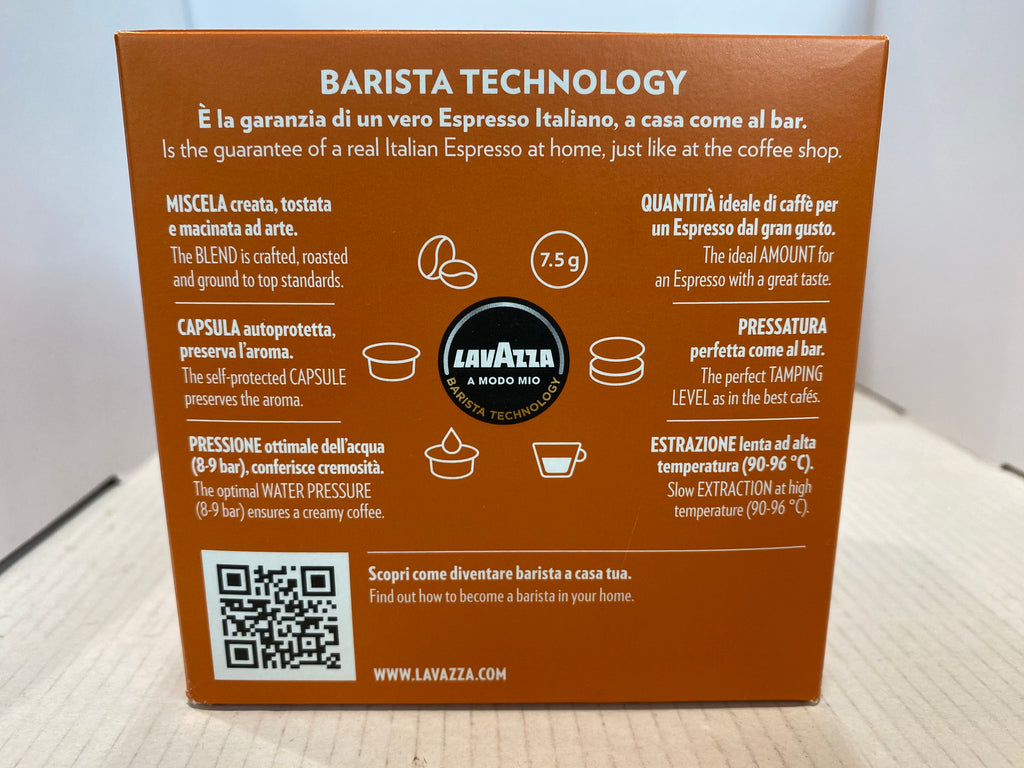 BARISTA TECHNOLOGY
È la garanzia di un vero Espresso Italiano, a casa come al bar.
Is the guarantee of a real Italian Espresso at home, just like at the coffee shop.
MISCELA creata, tostata
e macinata ad arte.
The BLEND is crafted, roasted
and ground to top standards.
CAPSULA autoprotetta,
preserva l'aroma.
The self-protected CAPSULE
preserves the aroma.
PRESSIONE ottimale dell'acqua
(8-9 bar), conferisce cremosità.
The optimal WATER PRESSURE
(8-9 bar) ensures a creamy coffee.
7.5 g
LAVAZZA
A MODO MIO
BARISTA TECHNOLOGY
QUANTITÀ ideale di caffè per
un Espresso dal gran gusto.
The ideal AMOUNT for
an Espresso with a great taste.
PRESSATURA
perfetta come al bar.
The perfect TAMPING
LEVEL as in the best cafés.
ESTRAZIONE lenta ad alta
temperatura (90-96 °C).
Slow EXTRACTION at high
temperature (90-96 °C).
Scopri come diventare barista a casa tua.
Find out how to become a barista in your home.
WWW.LAVAZZA.COM